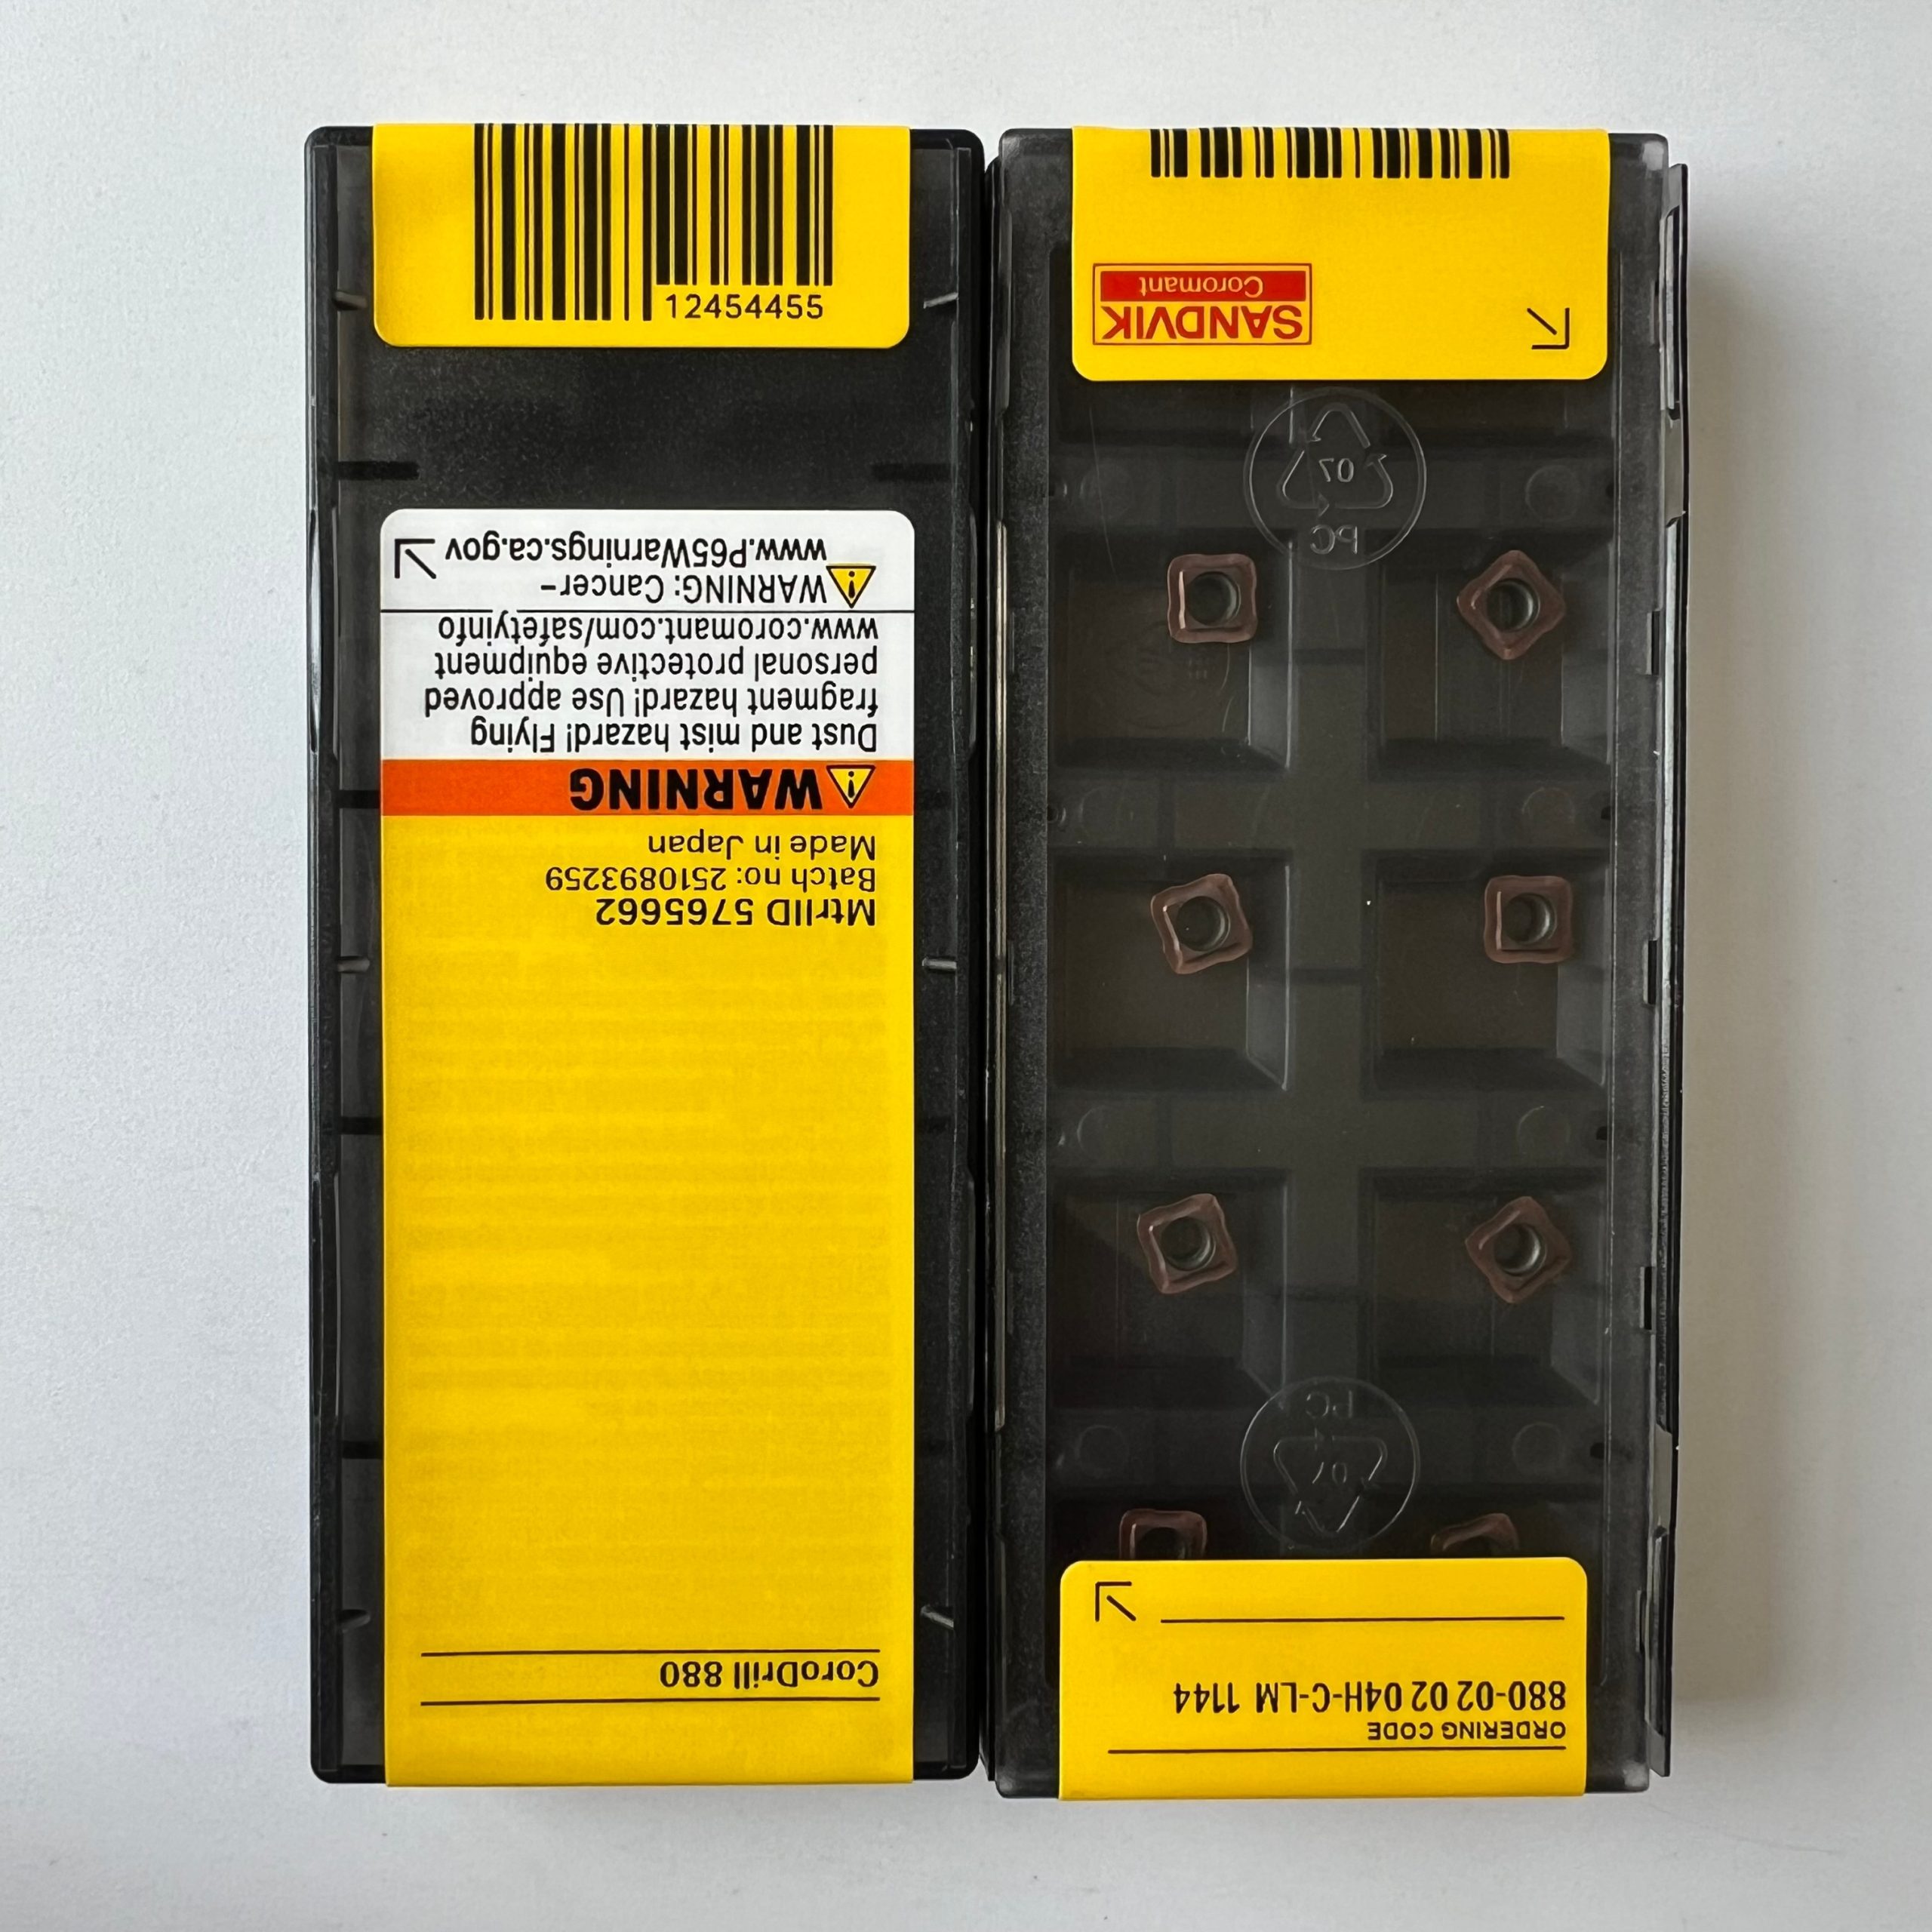 12454455
CoroDrill 880
MtrlID 5765662
Batch no: 2510893259
Made in Japan
WARNING
Dust and mist hazard! Flying
fragment hazard! Use approved
personal protective equipment
www.coromant.com/safetyinfo
WARNING: Cancer-
www.P65Warnings.ca.gov
ORDERING CODE
880-02 02 04H-C-LM 1144
PC
07
07
PC
SANDVIK
Coromant